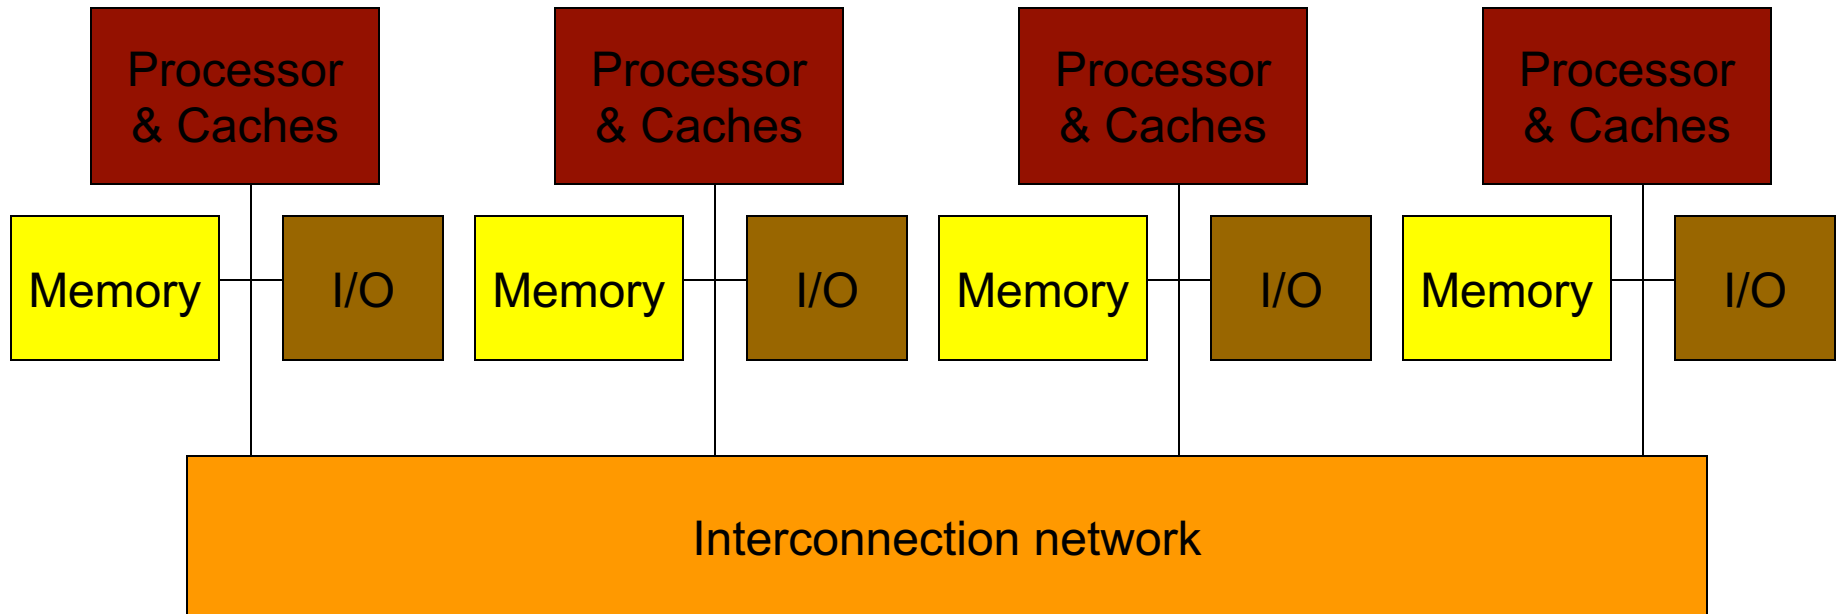 Processor
& Caches
Processor
& Caches
Processor
& Caches
Processor
& Caches
Memory
I/O
Memory
I/O
Memory
I/O
Memory
I/O
Interconnection network